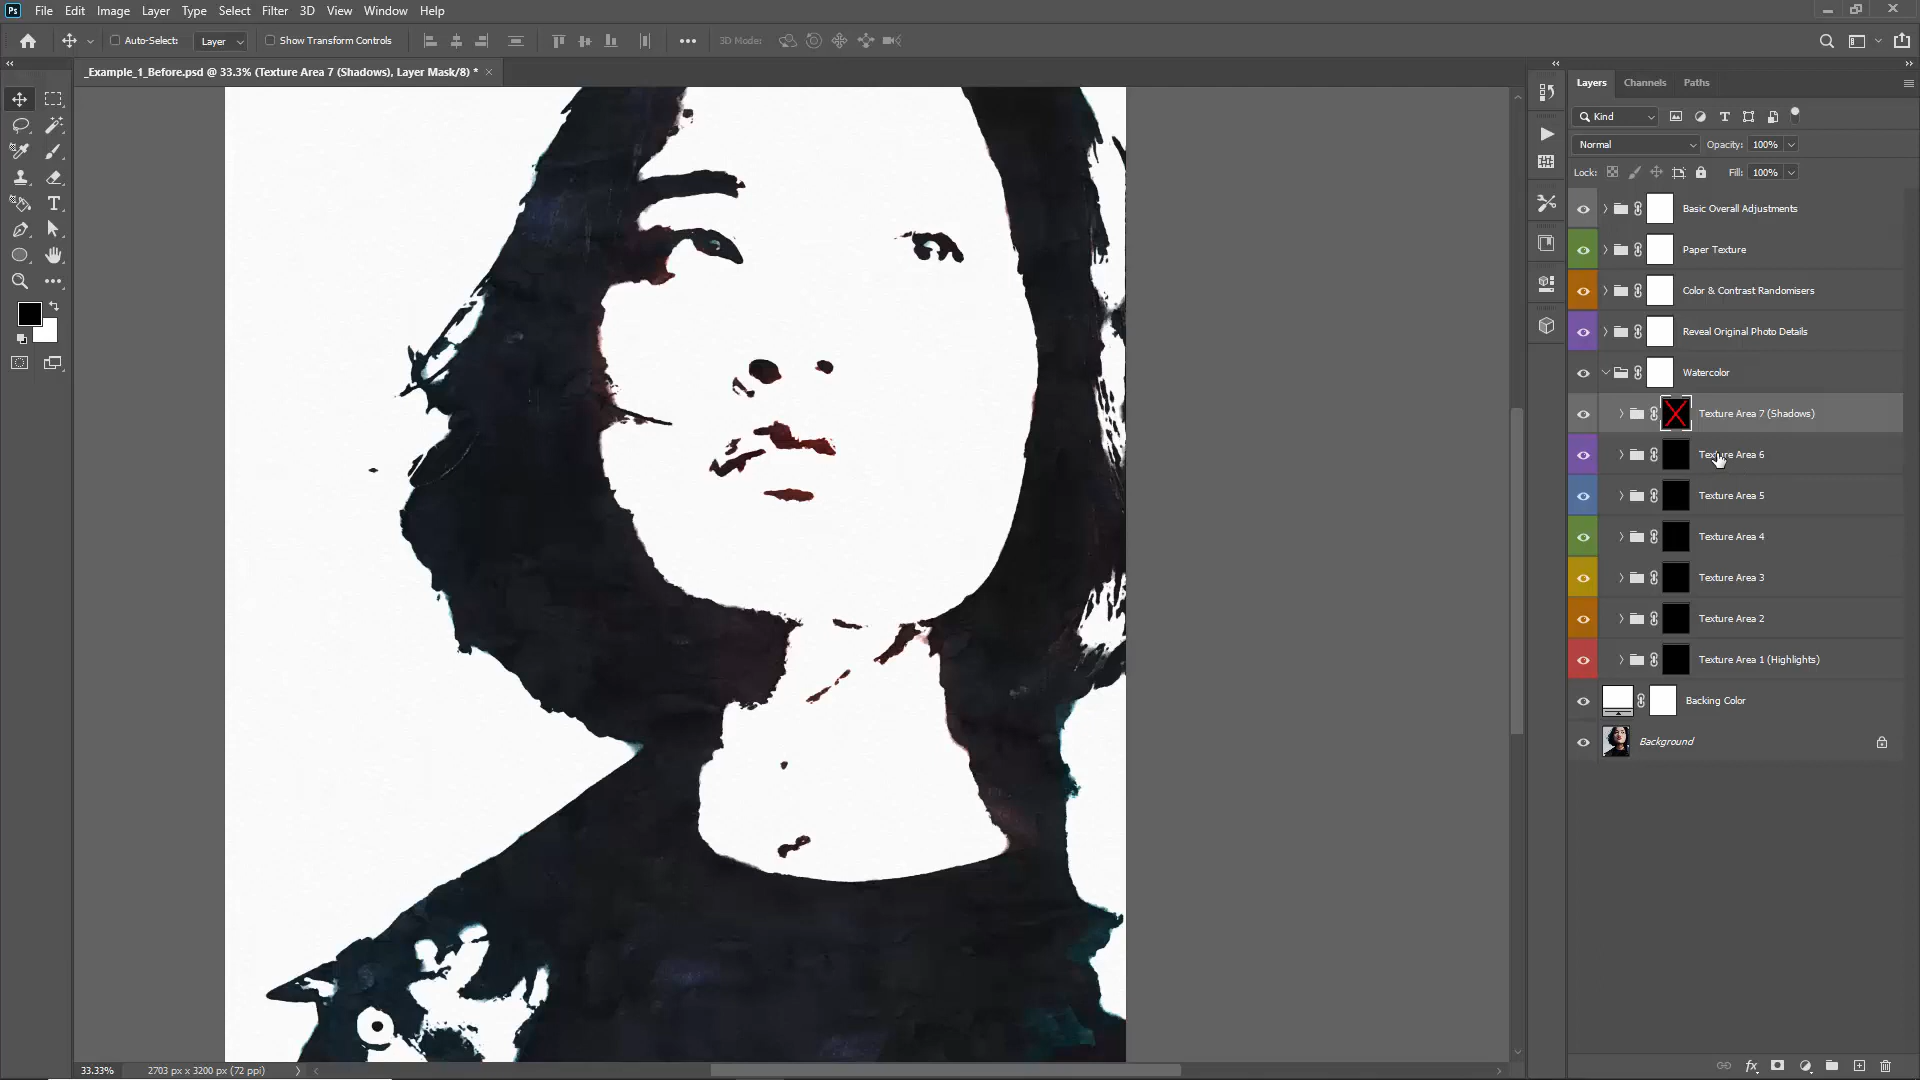 Ps File Edit Image Layer Type Select Filter 3D View Window Help
Auto-Select: Layer Show Transform Controls 3D Mode:
_Example_1_Before.psd @ 33.3% (Texture Area 7 (Shadows), Layer Mask/8) *
Layers Channels Paths
Kind
Normal Opacity: 100%
Lock: Fill: 100%
Basic Overall Adjustments
Paper Texture
Color & Contrast Randomisers
Reveal Original Photo Details
Watercolor
Texture Area 7 (Shadows)
Texture Area 6
Texture Area 5
Texture Area 4
Texture Area 3
Texture Area 2
Texture Area 1 (Highlights)
Backing Color
Background
33.33% 2703 px x 3200 px (72 ppi)